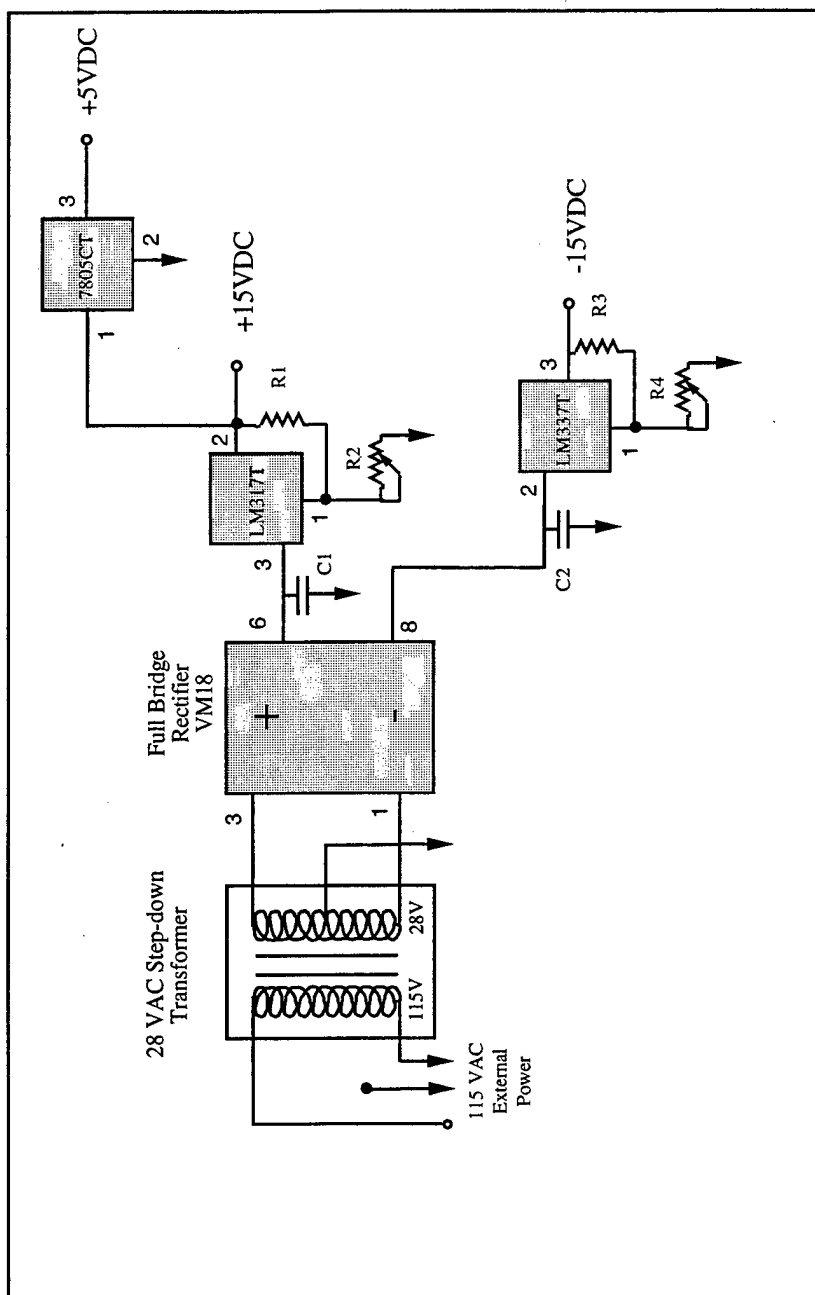 28 VAC Step-down
Transformer
115V
28V
115 VAC
External
Power
Full Bridge
Rectifier
VM18
3
1
+
-
6
8
C1
3
LM317T
2
1
R1
R2
+15VDC
1
7805CT
2
3
+5VDC
C2
2
LM337T
3
1
R3
R4
-15VDC